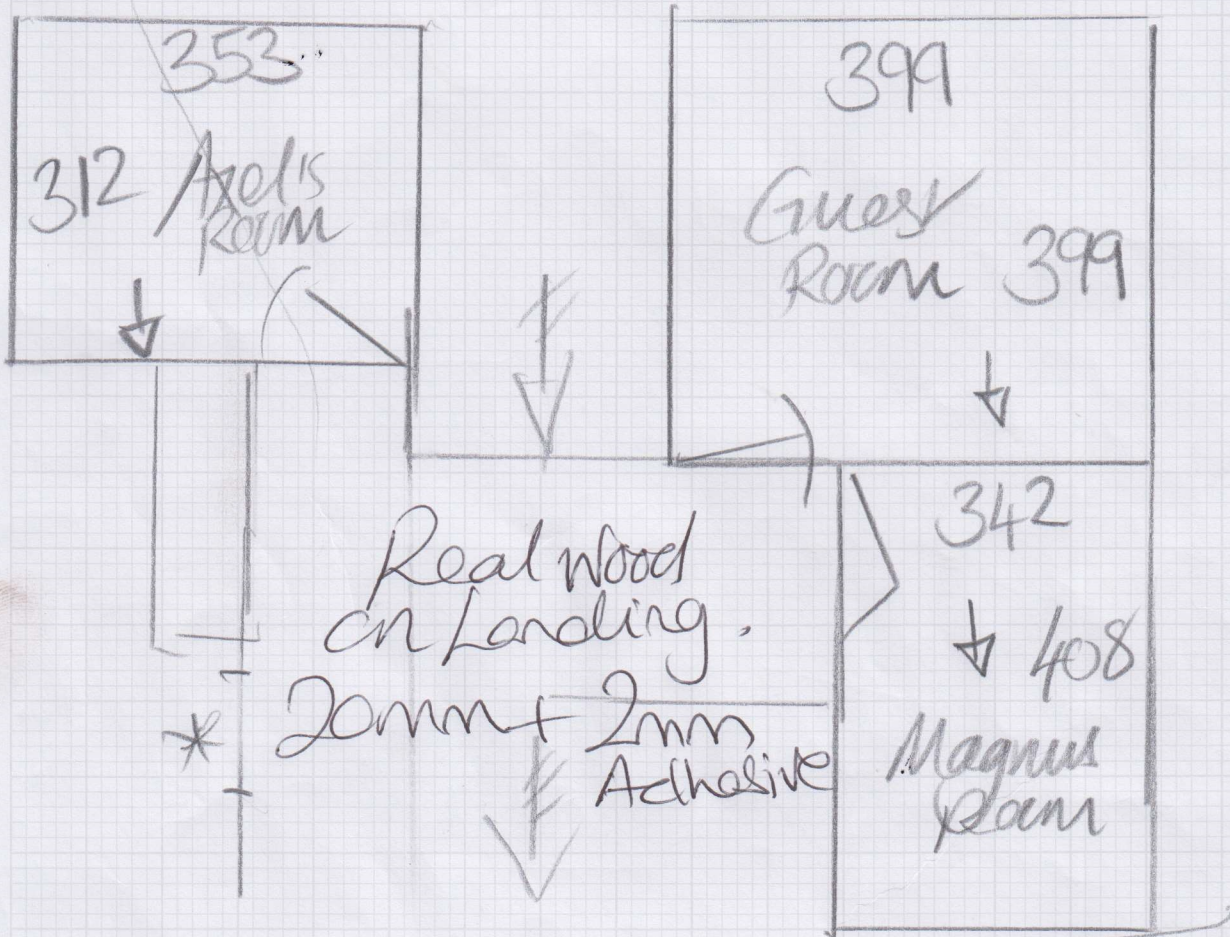 353
312 Axel's
Room
399
Guest
Room 399
342
408
Magnus
Room
Real Wood
on Landing.
20mm + 2mm
Adhesive
*